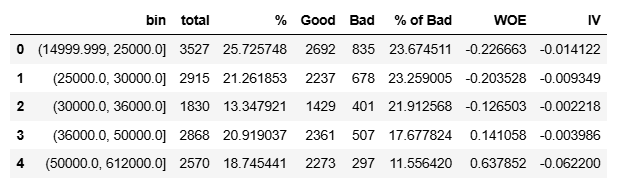 bin total % Good Bad % of Bad WOE IV
0 (14999.999, 25000.0] 3527 25.725748 2692 835 23.674511 -0.226663 -0.014122
1 (25000.0, 30000.0] 2915 21.261853 2237 678 23.259005 -0.203528 -0.009349
2 (30000.0, 36000.0] 1830 13.347921 1429 401 21.912568 -0.126503 -0.002218
3 (36000.0, 50000.0] 2868 20.919037 2361 507 17.677824 0.141058 -0.003986
4 (50000.0, 612000.0] 2570 18.745441 2273 297 11.556420 0.637852 -0.062200